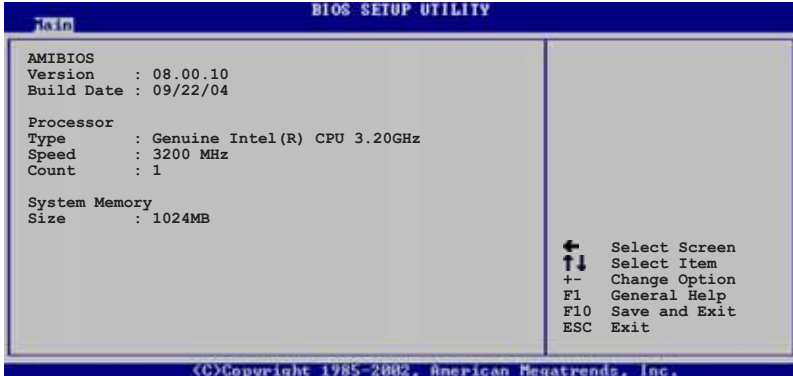 BIOS SETUP UTILITY
Main
AMIBIOS
Version : 08.00.10
Build Date : 09/22/04
Processor
Type : Genuine Intel(R) CPU 3.20GHz
Speed : 3200 MHz
Count : 1
System Memory
Size : 1024MB
← Select Screen
↑↓ Select Item
+- Change Option
F1 General Help
F10 Save and Exit
ESC Exit
(C)Copyright 1985-2002, American Megatrends, Inc.